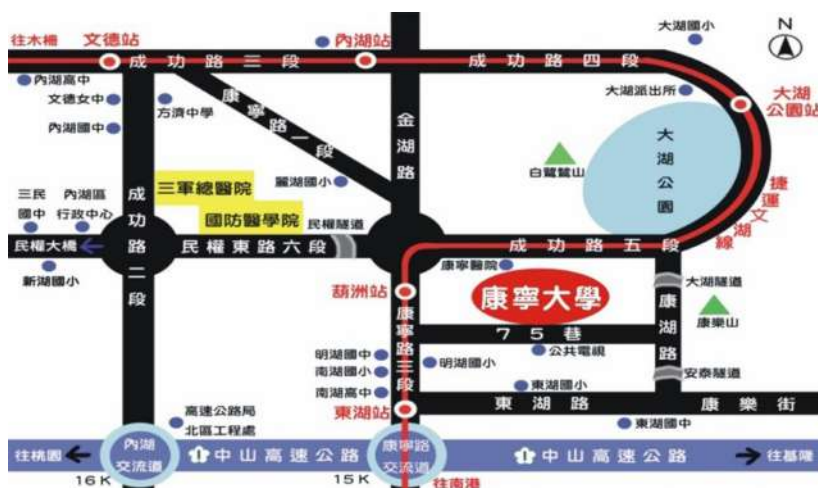 大湖國小
N
往木柵
文德站
內湖站
成功路三段
成功路四段
內湖高中
文德女中
方濟中學
康寧路一段
大湖派出所
大湖公園站
內湖國中
金湖路
大湖公園
白鷺鷥山
三軍總醫院
麗湖國小
三民國中
內湖區行政中心
成功路二段
國防醫學院
民權隧道
捷運文湖線
民權大橋
民權東路六段
成功路五段
新湖國小
康寧醫院
大湖隧道
葫洲站
康寧大學
康湖路
康樂山
75巷
康寧路三段
明湖國中
明湖國小
公共電視
南湖國小
安泰隧道
南湖高中
東湖國小
高速公路局
北區工程處
東湖站
東湖路
康樂街
東湖國中
往桃園
內湖交流道
1
中山高速公路
康寧路交流道
1
中山高速公路
往基隆
16K
15K
往南港